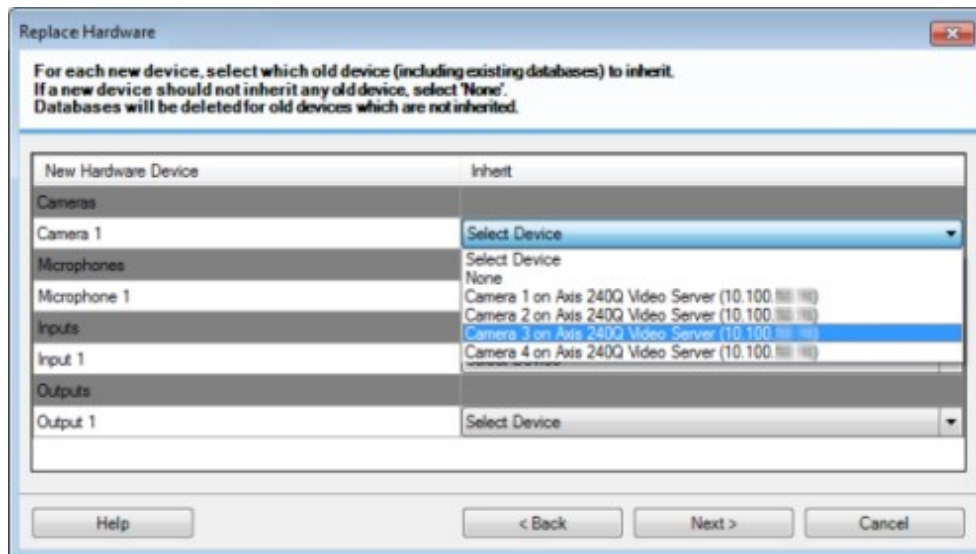 Replace Hardware
For each new device, select which old device (including existing databases) to inherit.
If a new device should not inherit any old device, select 'None'.
Databases will be deleted for old devices which are not inherited.
New Hardware Device Inherit
Cameras
Camera 1 Select Device
Microphones Select Device
None
Microphone 1 Camera 1 on Axis 240Q Video Server (10.100.
Camera 2 on Axis 240Q Video Server (10.100.
Inputs Camera 3 on Axis 240Q Video Server (10.100.
Input 1 Camera 4 on Axis 240Q Video Server (10.100.
Select Device
Outputs
Output 1 Select Device
Help < Back Next > Cancel